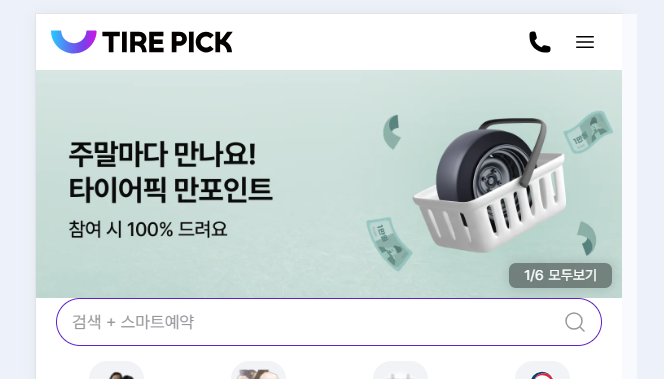 TIRE PICK
주말마다 만나요!
타이어픽 만포인트
참여 시 100% 드려요
1/6 모두보기
검색 + 스마트예약